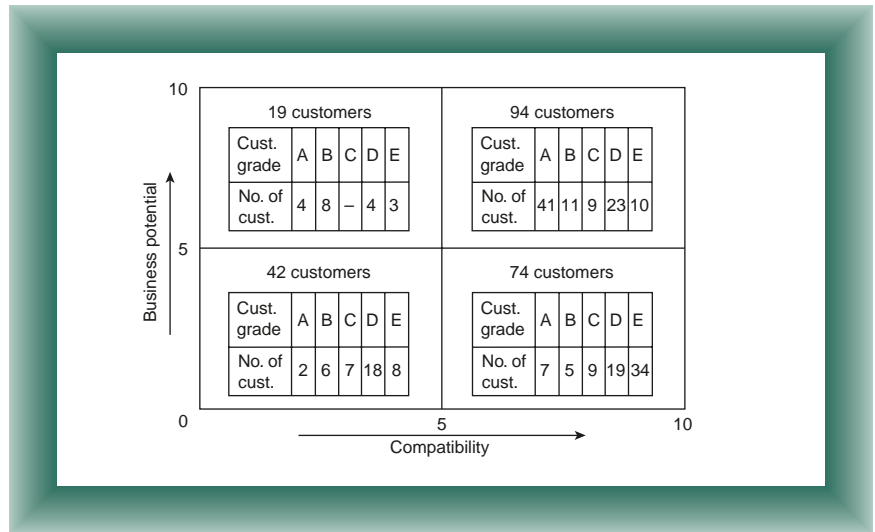 10
19 customers
Cust. grade A B C D E
No. of cust. 4 8 – 4 3
94 customers
Cust. grade A B C D E
No. of cust. 41 11 9 23 10
Business potential
5
42 customers
Cust. grade A B C D E
No. of cust. 2 6 7 18 8
74 customers
Cust. grade A B C D E
No. of cust. 7 5 9 19 34
0
5
10
Compatibility